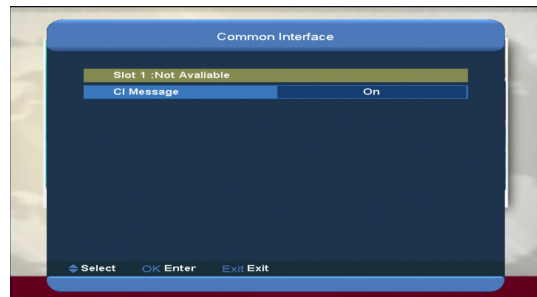 Common Interface
Slot 1 :Not Avaliable
CI Message On
Select OK Enter Exit Exit